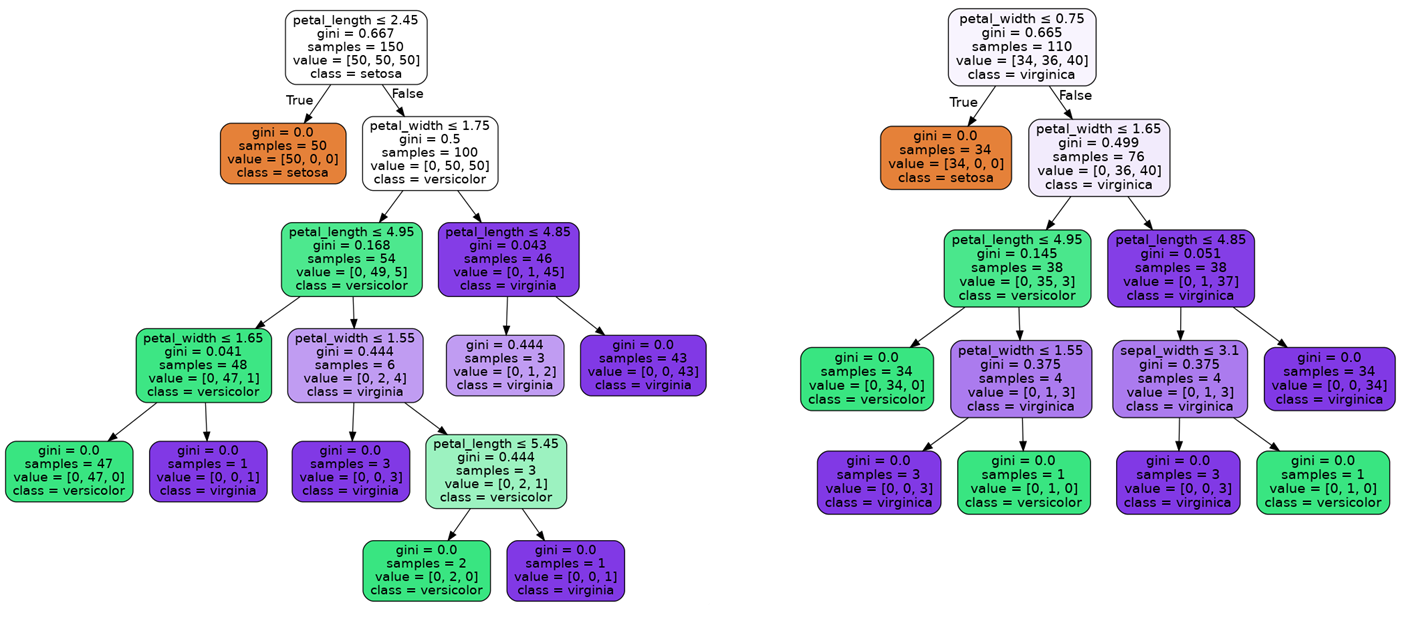 petal_length ≤ 2.45
gini = 0.667
samples = 150
value = [50, 50, 50]
class = setosa
True
False
gini = 0.0
samples = 50
value = [50, 0, 0]
class = setosa
petal_width ≤ 1.75
gini = 0.5
samples = 100
value = [0, 50, 50]
class = versicolor
petal_length ≤ 4.95
gini = 0.168
samples = 54
value = [0, 49, 5]
class = versicolor
petal_length ≤ 4.85
gini = 0.043
samples = 46
value = [0, 1, 45]
class = virginia
petal_width ≤ 1.65
gini = 0.041
samples = 48
value = [0, 47, 1]
class = versicolor
petal_width ≤ 1.55
gini = 0.444
samples = 6
value = [0, 2, 4]
class = virginia
gini = 0.444
samples = 3
value = [0, 1, 2]
class = virginia
gini = 0.0
samples = 43
value = [0, 0, 43]
class = virginia
gini = 0.0
samples = 47
value = [0, 47, 0]
class = versicolor
gini = 0.0
samples = 1
value = [0, 0, 1]
class = virginia
gini = 0.0
samples = 3
value = [0, 0, 3]
class = virginia
petal_length ≤ 5.45
gini = 0.444
samples = 3
value = [0, 2, 1]
class = versicolor
gini = 0.0
samples = 2
value = [0, 2, 0]
class = versicolor
gini = 0.0
samples = 1
value = [0, 0, 1]
class = virginia
petal_width ≤ 0.75
gini = 0.665
samples = 110
value = [34, 36, 40]
class = virginica
True
False
gini = 0.0
samples = 34
value = [34, 0, 0]
class = setosa
petal_width ≤ 1.65
gini = 0.499
samples = 76
value = [0, 36, 40]
class = virginica
petal_length ≤ 4.95
gini = 0.145
samples = 38
value = [0, 35, 3]
class = versicolor
petal_length ≤ 4.85
gini = 0.051
samples = 38
value = [0, 1, 37]
class = virginica
gini = 0.0
samples = 34
value = [0, 34, 0]
class = versicolor
petal_width ≤ 1.55
gini = 0.375
samples = 4
value = [0, 1, 3]
class = virginica
sepal_width ≤ 3.1
gini = 0.375
samples = 4
value = [0, 1, 3]
class = virginica
gini = 0.0
samples = 34
value = [0, 0, 34]
class = virginica
gini = 0.0
samples = 3
value = [0, 0, 3]
class = virginica
gini = 0.0
samples = 1
value = [0, 1, 0]
class = versicolor
gini = 0.0
samples = 3
value = [0, 0, 3]
class = virginica
gini = 0.0
samples = 1
value = [0, 1, 0]
class = versicolor